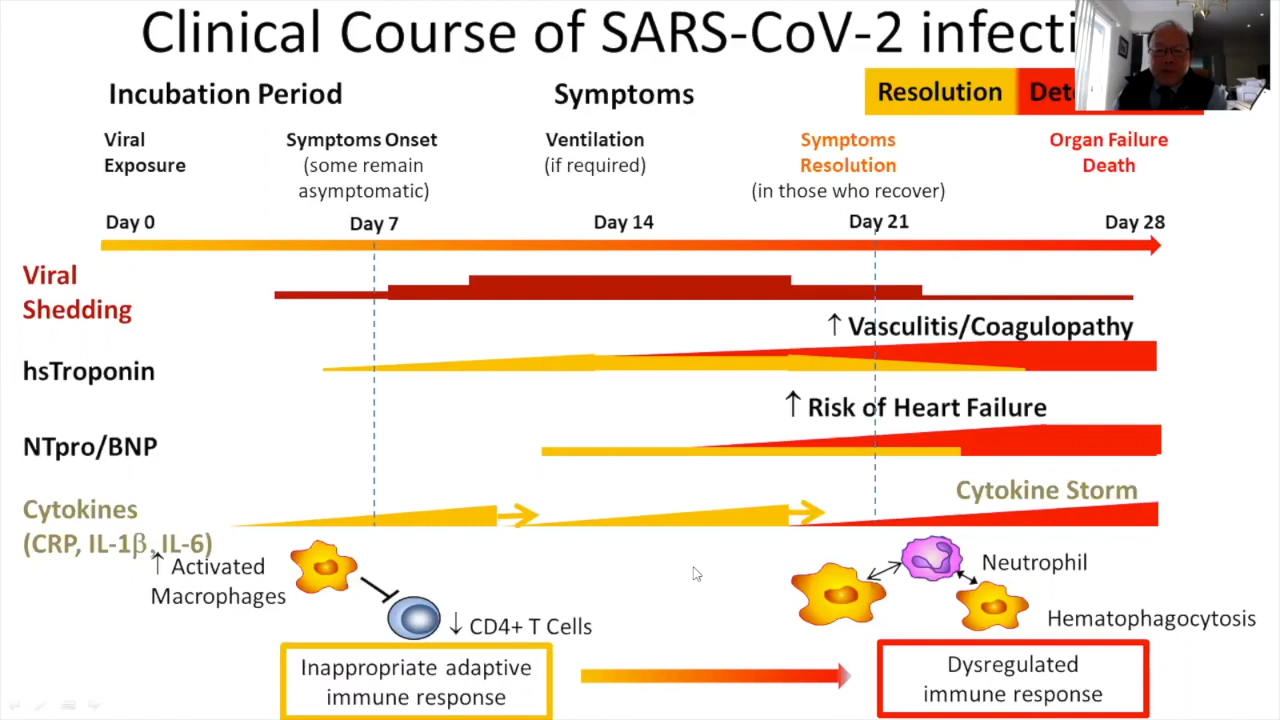 Clinical Course of SARS-CoV-2 infecti
Incubation Period
Symptoms
Resolution
Det
Viral
Exposure
Symptoms Onset
(some remain
asymptomatic)
Ventilation
(if required)
Symptoms
Resolution
(in those who recover)
Organ Failure
Death
Day 0
Day 7
Day 14
Day 21
Day 28
Viral
Shedding
↑ Vasculitis/Coagulopathy
hsTroponin
↑ Risk of Heart Failure
NTpro/BNP
Cytokine Storm
Cytokines
(CRP, IL-1β, IL-6)
↑ Activated
Macrophages
↓ CD4+ T Cells
Neutrophil
Hematophagocytosis
Inappropriate adaptive
immune response
Dysregulated
immune response